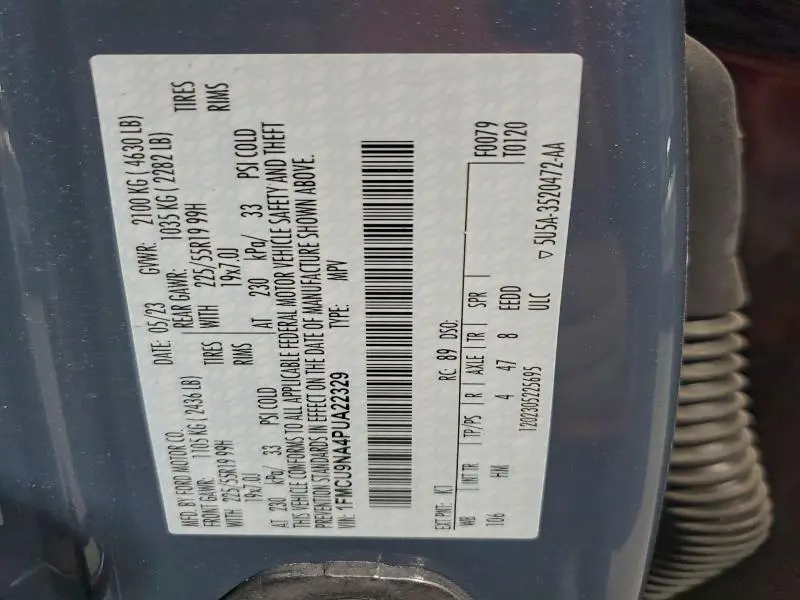 MFD. BY FORD MOTOR CO.
DATE: 05/23 GVWR: 2100 KG ( 4630 LB)
FRONT GAWR: 1105 KG ( 2436 LB) REAR GAWR: 1035 KG ( 2282 LB)
WITH 225/55R19 99H TIRES WITH 225/55R19 99H TIRES
19x7.0J RIMS 19x7.0J RIMS
AT 230 kPa/ 33 PSI COLD AT 230 kPa/ 33 PSI COLD
THIS VEHICLE CONFORMS TO ALL APPLICABLE FEDERAL MOTOR VEHICLE SAFETY AND THEFT
PREVENTION STANDARDS IN EFFECT ON THE DATE OF MANUFACTURE SHOWN ABOVE.
VIN: 1FMCU9NA4PUA22329 TYPE: MPV
EXT PNT: K1 RC: 89 DSO: F0079
T0120
WB INT TR TP/PS R AXLE TR SPR
106 HM 4 47 8 EEDD
1202305225695 ULC
▽ 5U5A-3520472-AA